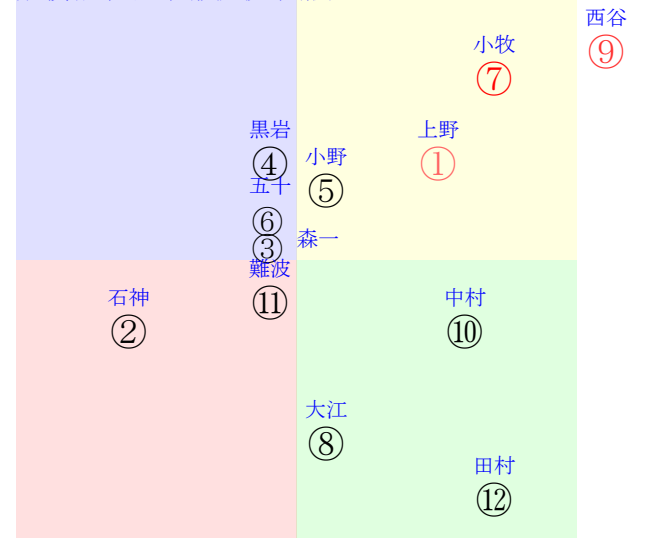 西谷
⑨
小牧
⑦
黒岩
④
上野
①
小野
⑤
五十
⑥
森一
③
難波
⑪
石神
②
中村
⑩
大江
⑧
田村
⑫